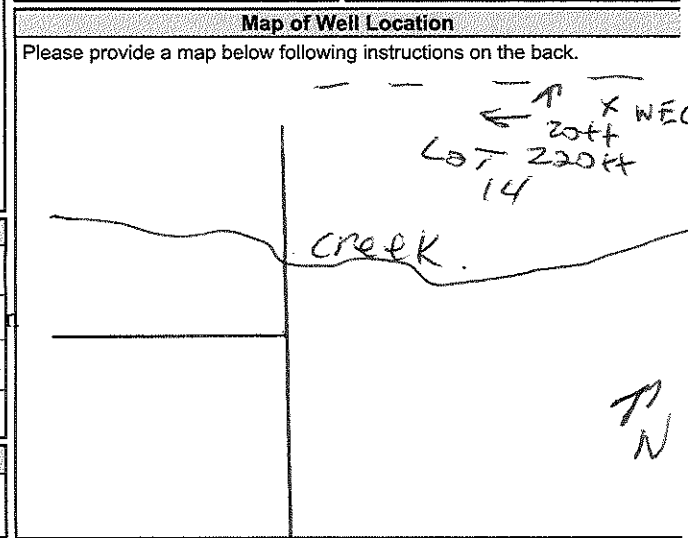 Map of Well Location
Please provide a map below following instructions on the back.
↑ X WEL
← 20ft
LOT 220ft
14
creek.
↑
N